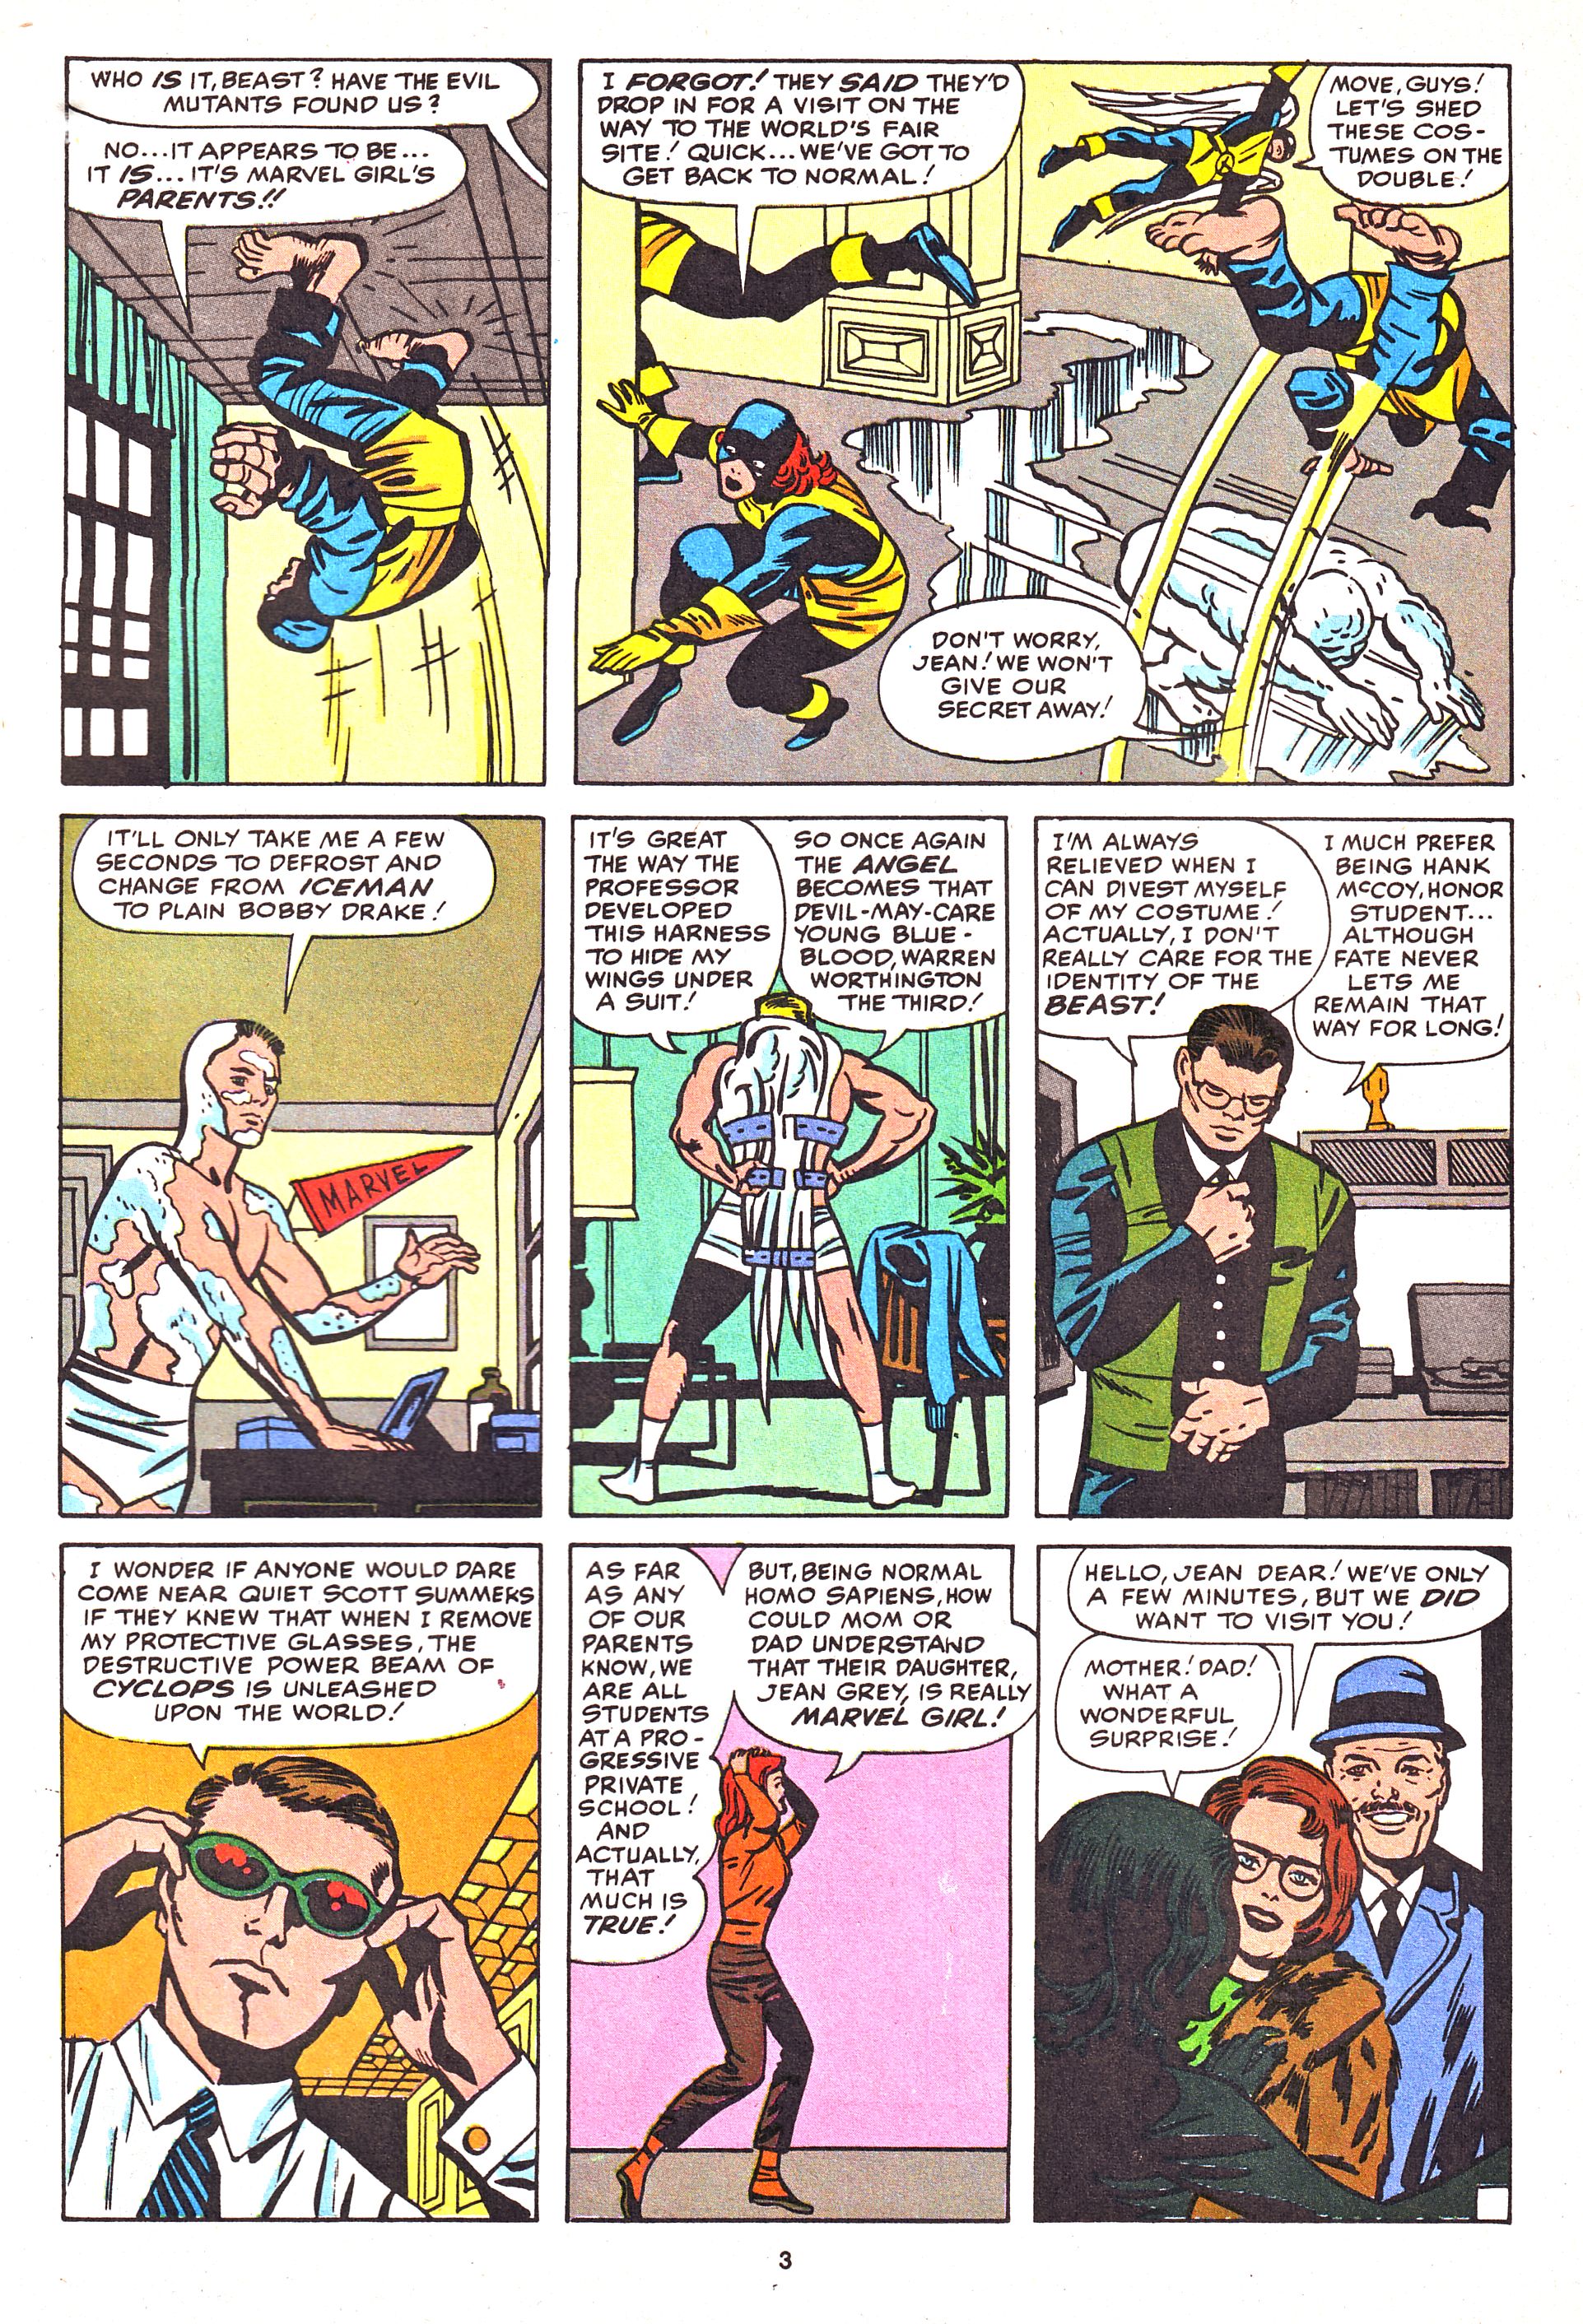 WHO IS IT, BEAST? HAVE THE EVIL
MUTANTS FOUND US?
NO...IT APPEARS TO BE...
IT IS...IT'S MARVEL GIRL'S
PARENTS!!
I FORGOT! THEY SAID THEY'D
DROP IN FOR A VISIT ON THE
WAY TO THE WORLD'S FAIR
SITE! QUICK...WE'VE GOT TO
GET BACK TO NORMAL!
MOVE, GUYS!
LET'S SHED
THESE COS-
TUMES ON THE
DOUBLE!
DON'T WORRY,
JEAN! WE WON'T
GIVE OUR
SECRET AWAY!
IT'LL ONLY TAKE ME A FEW
SECONDS TO DEFROST AND
CHANGE FROM ICEMAN
TO PLAIN BOBBY DRAKE!
MARVEL
IT'S GREAT
THE WAY THE
PROFESSOR
DEVELOPED
THIS HARNESS
TO HIDE MY
WINGS UNDER
A SUIT!
SO ONCE AGAIN
THE ANGEL
BECOMES THAT
DEVIL-MAY-CARE
YOUNG BLUE-
BLOOD, WARREN
WORTHINGTON
THE THIRD!
I'M ALWAYS
RELIEVED WHEN I
CAN DIVEST MYSELF
OF MY COSTUME!
ACTUALLY, I DON'T
REALLY CARE FOR THE
IDENTITY OF THE
BEAST!
I MUCH PREFER
BEING HANK
McCOY, HONOR
STUDENT...
ALTHOUGH
FATE NEVER
LETS ME
REMAIN THAT
WAY FOR LONG!
I WONDER IF ANYONE WOULD DARE
COME NEAR QUIET SCOTT SUMMERS
IF THEY KNEW THAT WHEN I REMOVE
MY PROTECTIVE GLASSES, THE
DESTRUCTIVE POWER BEAM OF
CYCLOPS IS UNLEASHED
UPON THE WORLD!
AS FAR
AS ANY
OF OUR
PARENTS
KNOW, WE
ARE ALL
STUDENTS
AT A PRO-
GRESSIVE
PRIVATE
SCHOOL!
AND
ACTUALLY,
THAT
MUCH IS
TRUE!
BUT, BEING NORMAL
HOMO SAPIENS, HOW
COULD MOM OR
DAD UNDERSTAND
THAT THEIR DAUGHTER,
JEAN GREY, IS REALLY
MARVEL GIRL!
HELLO, JEAN DEAR! WE'VE ONLY
A FEW MINUTES, BUT WE DID
WANT TO VISIT YOU!
MOTHER! DAD!
WHAT A
WONDERFUL
SURPRISE!
3